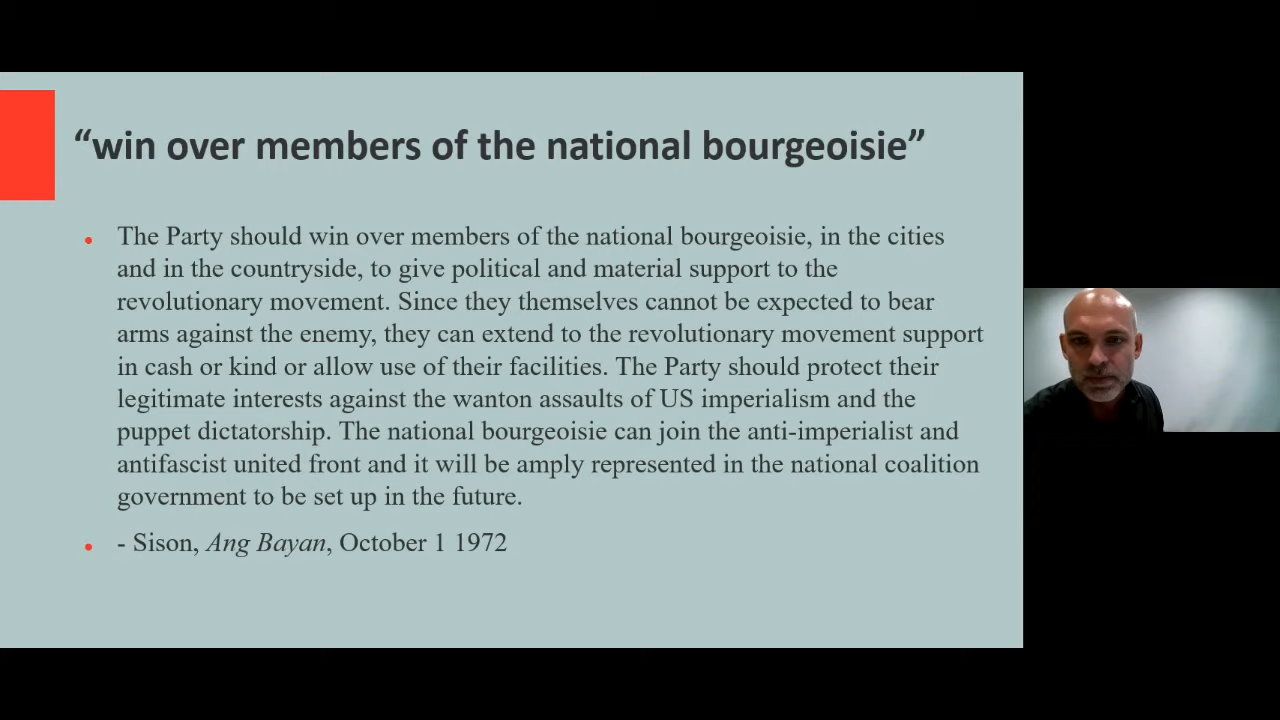 “win over members of the national bourgeoisie”
• The Party should win over members of the national bourgeoisie, in the cities
and in the countryside, to give political and material support to the
revolutionary movement. Since they themselves cannot be expected to bear
arms against the enemy, they can extend to the revolutionary movement support
in cash or kind or allow use of their facilities. The Party should protect their
legitimate interests against the wanton assaults of US imperialism and the
puppet dictatorship. The national bourgeoisie can join the anti-imperialist and
antifascist united front and it will be amply represented in the national coalition
government to be set up in the future.
• - Sison, Ang Bayan, October 1 1972